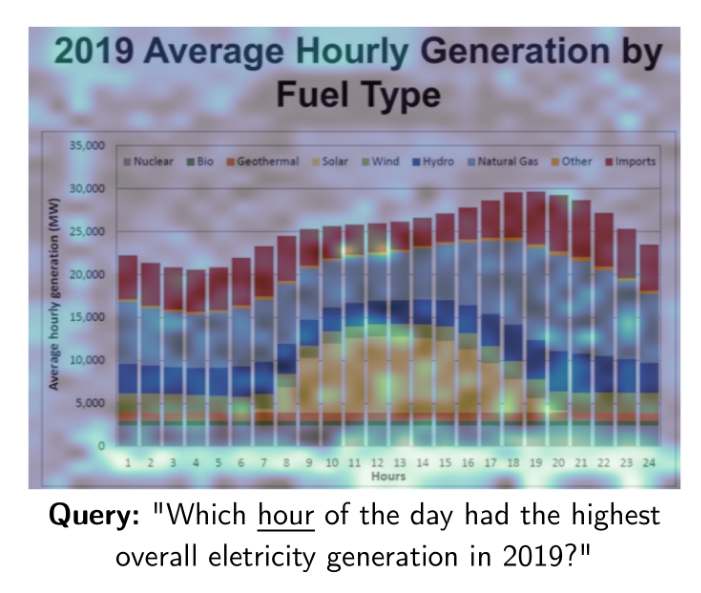 2019 Average Hourly Generation by
Fuel Type
35,000
Nuclear Bio Geothermal Solar Wind Hydro Natural Gas Other Imports
30,000
25,000
20,000
15,000
10,000
5,000
0
Average hourly generation (MW)
1 2 3 4 5 6 7 8 9 10 11 12 13 14 15 16 17 18 19 20 21 22 23 24
Hours
Query: "Which hour of the day had the highest
overall eletricity generation in 2019?"